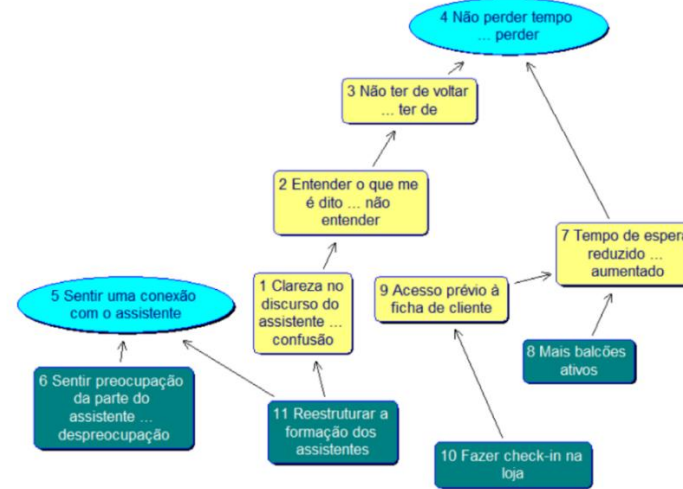 4 Não perder tempo
... perder
3 Não ter de voltar
... ter de
2 Entender o que me
é dito ... não
entender
7 Tempo de espera
reduzido ...
aumentado
1 Clareza no
discurso do
assistente ...
confusão
9 Acesso prévio à
ficha de cliente
5 Sentir uma conexão
com o assistente
8 Mais balcões
ativos
6 Sentir preocupação
da parte do
assistente ...
despreocupação
11 Reestruturar a
formação dos
assistentes
10 Fazer check-in na
loja